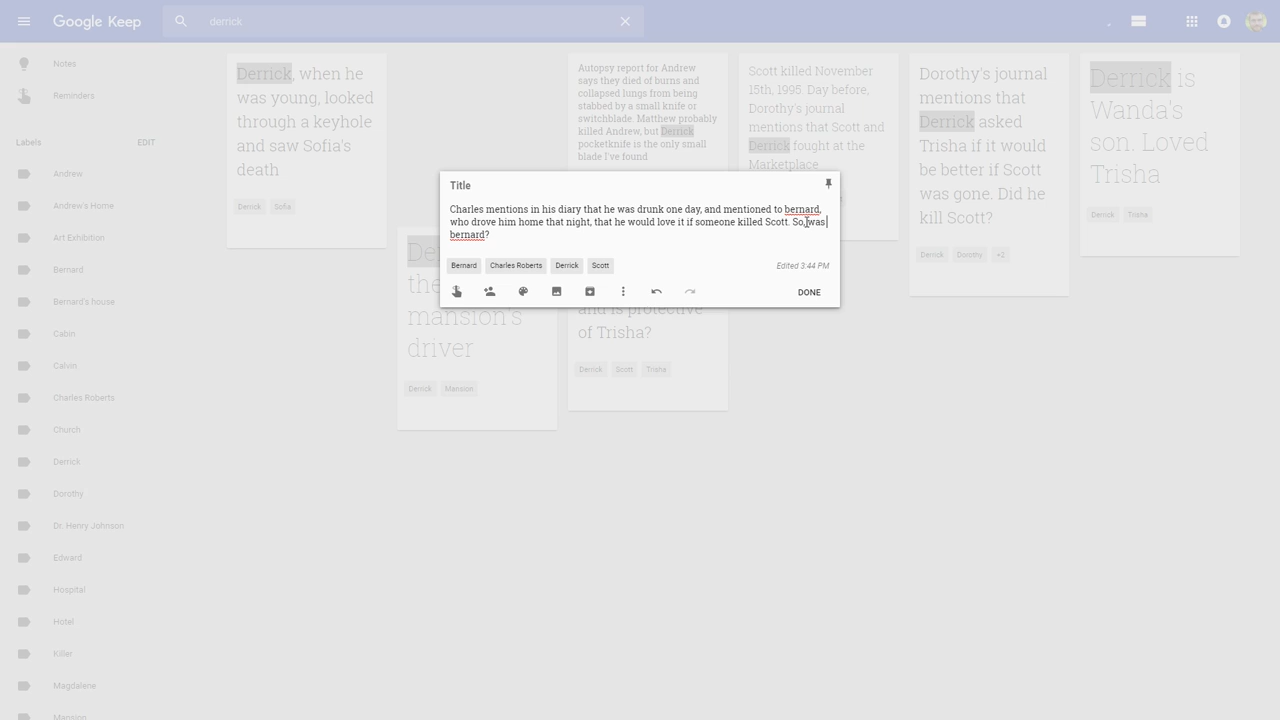 Google Keep
derrick
Notes
Reminders
Labels
EDIT
Andrew
Andrew's Home
Art Exhibition
Bernard
Bernard's house
Cabin
Calvin
Charles Roberts
Church
Derrick
Dorothy
Dr. Henry Johnson
Edward
Hospital
Hotel
Killer
Magdalene
Mansion
Derrick, when he
was young, looked
through a keyhole
and saw Sofia's
death
Derrick
Sofia
the
mansion's
driver
Derrick
Mansion
Autopsy report for Andrew
says they died of burns and
collapsed lungs from being
stabbed by a small knife or
switchblade. Matthew probably
killed Andrew, but Derrick
pocketknife is the only small
blade I've found
and is protective
of Trisha?
Derrick
Scott
Trisha
Scott killed November
15th, 1995. Day before,
Dorothy's journal
mentions that Scott and
Derrick fought at the
Marketplace
Dorothy's journal
mentions that
Derrick asked
Trisha if it would
be better if Scott
was gone. Did he
kill Scott?
Derrick
Dorothy
+2
Derrick is
Wanda's
son. Loved
Trisha
Derrick
Trisha
Title
Charles mentions in his diary that he was drunk one day, and mentioned to bernard,
who drove him home that night, that he would love it if someone killed Scott. So, was
bernard?
Bernard
Charles Roberts
Derrick
Scott
Edited 3:44 PM
DONE